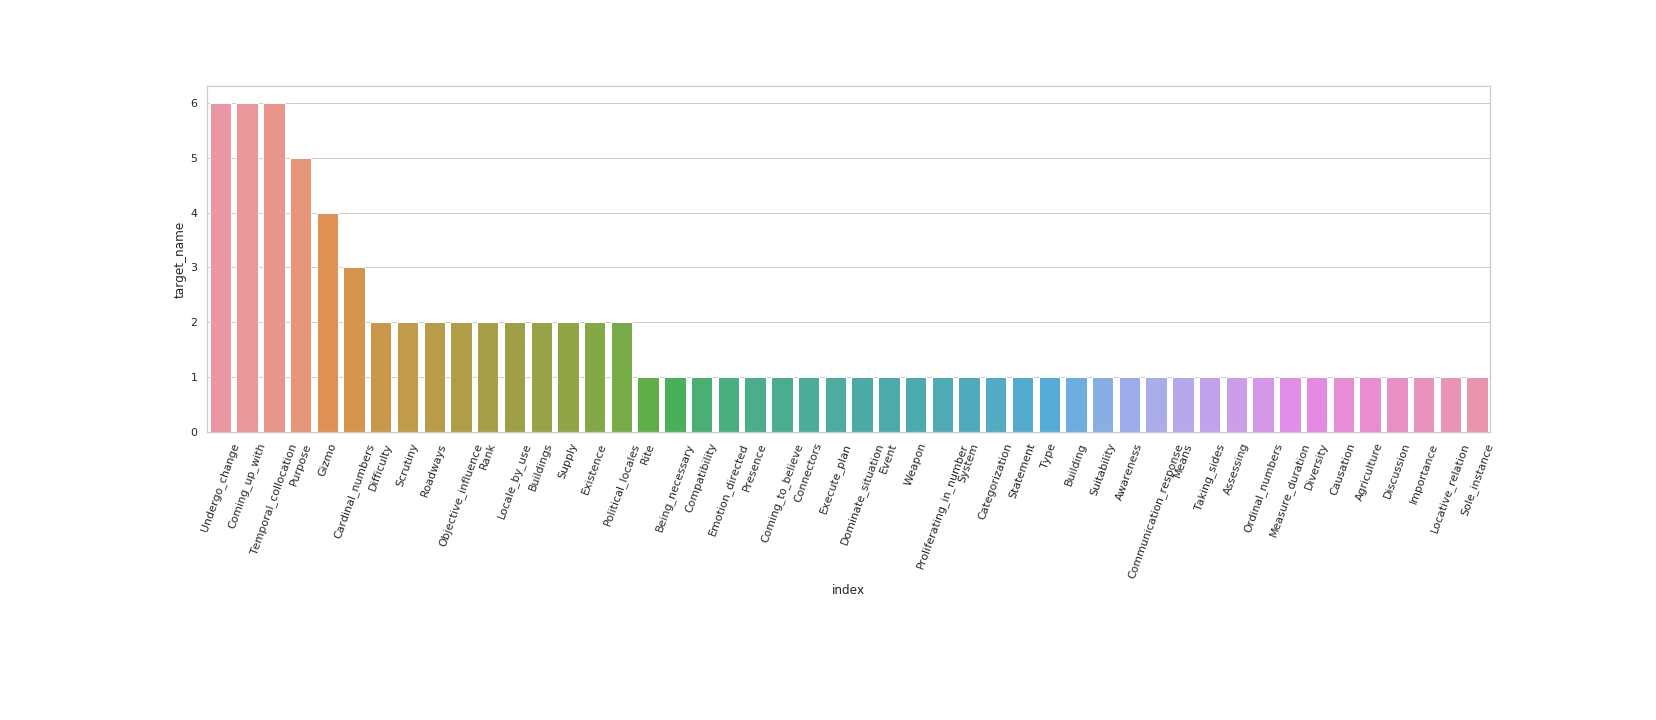 6
5
4
3
2
1
0
target_name
Undergo_change
Coming_up_with
Temporal_collocation
Purpose
Gizmo
Cardinal_numbers
Difficulty
Scrutiny
Roadways
Objective_influence
Rank
Locale_by_use
Buildings
Supply
Existence
Political_locales
Rite
Being_necessary
Compatibility
Emotion_directed
Presence
Coming_to_believe
Connectors
Execute_plan
Dominate_situation
Event
Weapon
Proliferating_in_number
System
Categorization
Statement
Type
Building
Suitability
Awareness
Communication_response
Means
Taking_sides
Assessing
Ordinal_numbers
Measure_duration
Diversity
Causation
Agriculture
Discussion
Importance
Locative_relation
Sole_instance
index